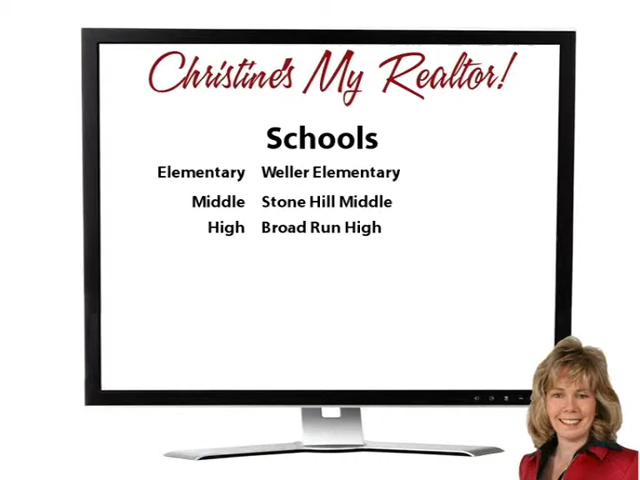 Christine's My Realtor!
Schools
Elementary Weller Elementary
Middle Stone Hill Middle
High Broad Run High